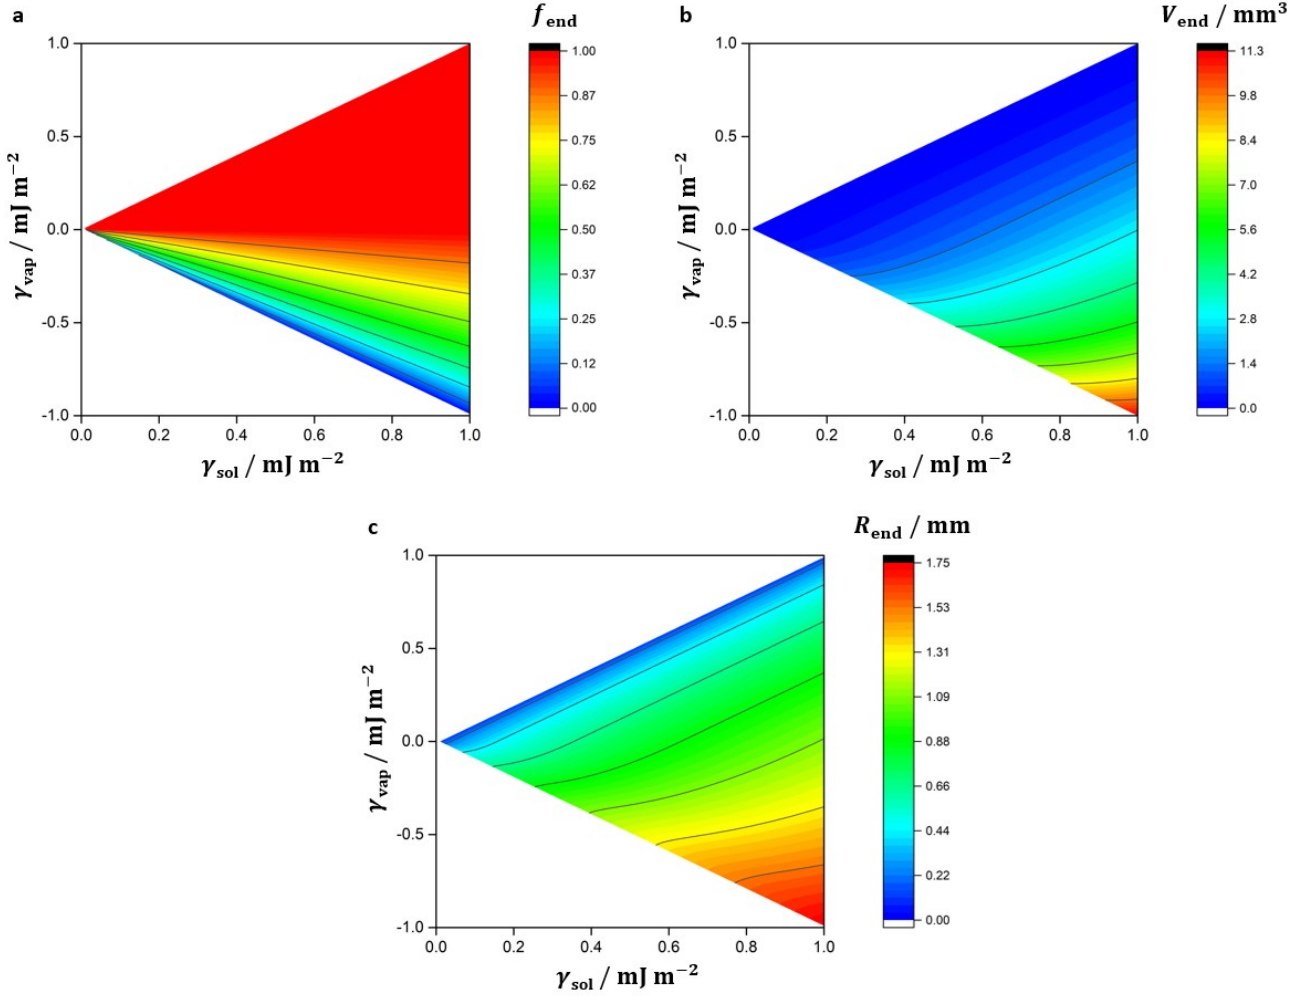 a
f_end
1.0
0.5
0.0
-0.5
-1.0
γ_vap / mJ m⁻²
0.0 0.2 0.4 0.6 0.8 1.0
γ_sol / mJ m⁻²
1.00
0.87
0.75
0.62
0.50
0.37
0.25
0.12
0.00
b
V_end / mm³
1.0
0.5
0.0
-0.5
-1.0
γ_vap / mJ m⁻²
0.0 0.2 0.4 0.6 0.8 1.0
γ_sol / mJ m⁻²
11.3
9.8
8.4
7.0
5.6
4.2
2.8
1.4
0.0
c
R_end / mm
1.0
0.5
0.0
-0.5
-1.0
γ_vap / mJ m⁻²
0.0 0.2 0.4 0.6 0.8 1.0
γ_sol / mJ m⁻²
1.75
1.53
1.31
1.09
0.88
0.66
0.44
0.22
0.00